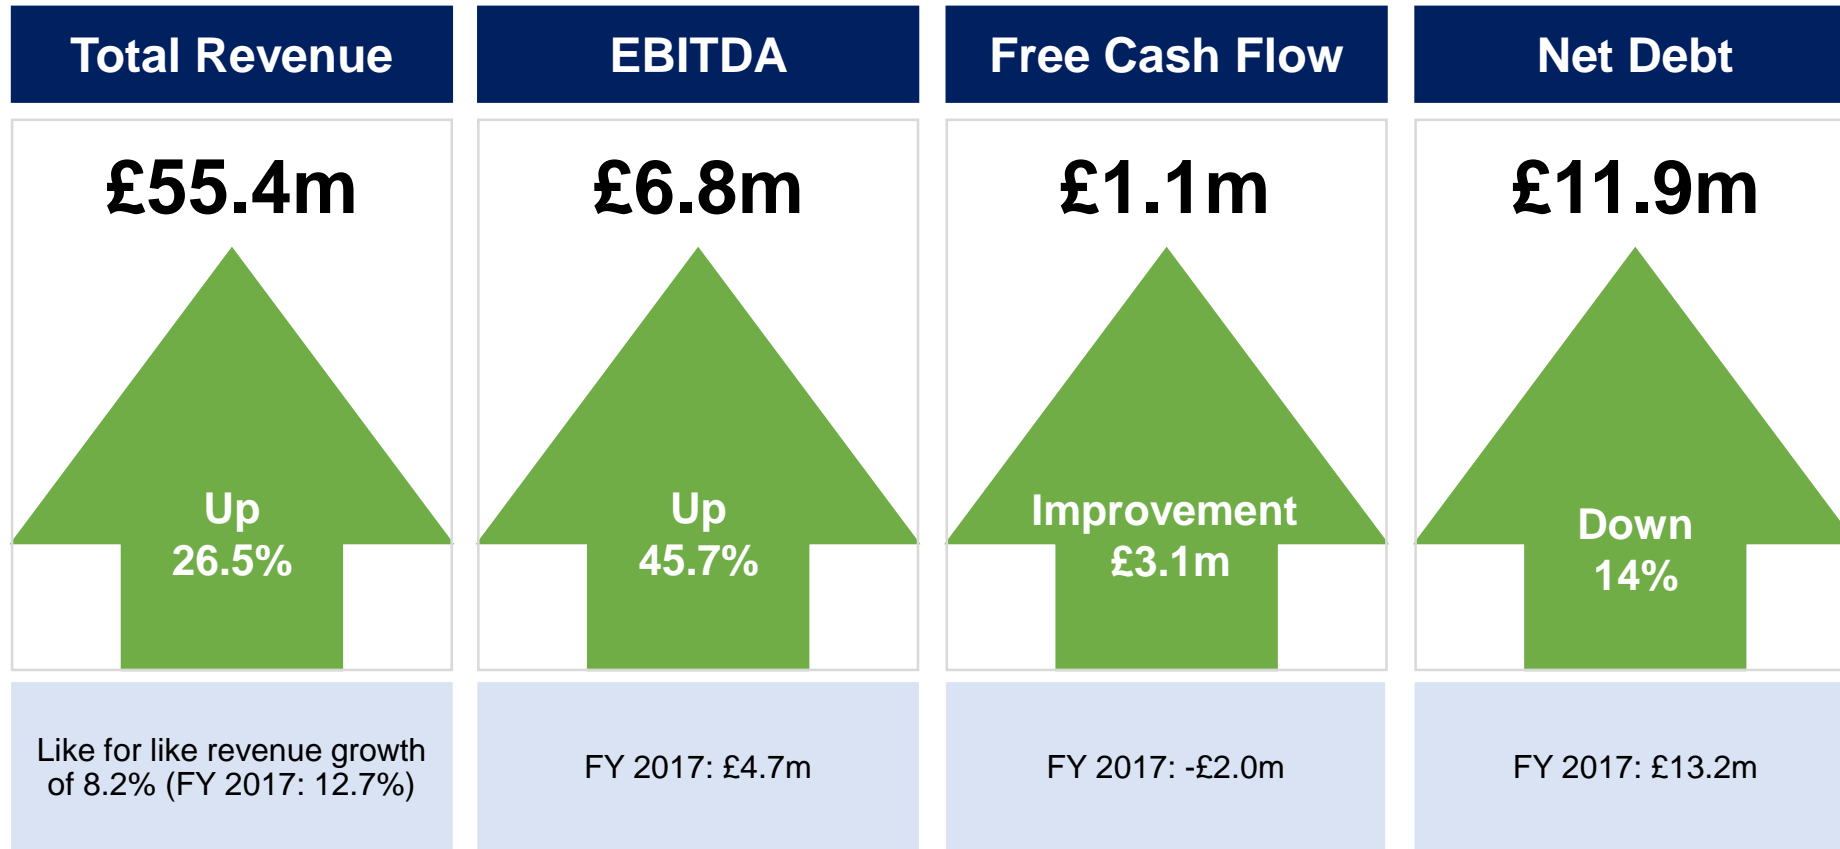 Total Revenue
£55.4m
Up
26.5%
Like for like revenue growth
of 8.2% (FY 2017: 12.7%)
EBITDA
£6.8m
Up
45.7%
FY 2017: £4.7m
Free Cash Flow
£1.1m
Improvement
£3.1m
FY 2017: -£2.0m
Net Debt
£11.9m
Down
14%
FY 2017: £13.2m